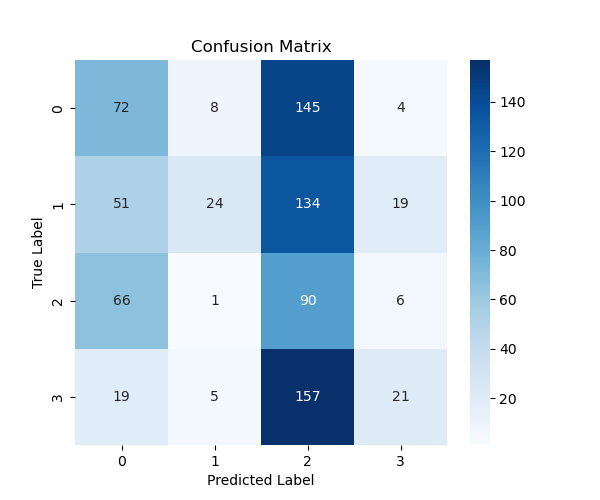 Confusion Matrix
0 72 8 145 4
1 51 24 134 19
2 66 1 90 6
3 19 5 157 21
0 1 2 3
True Label
Predicted Label
140
120
100
80
60
40
20